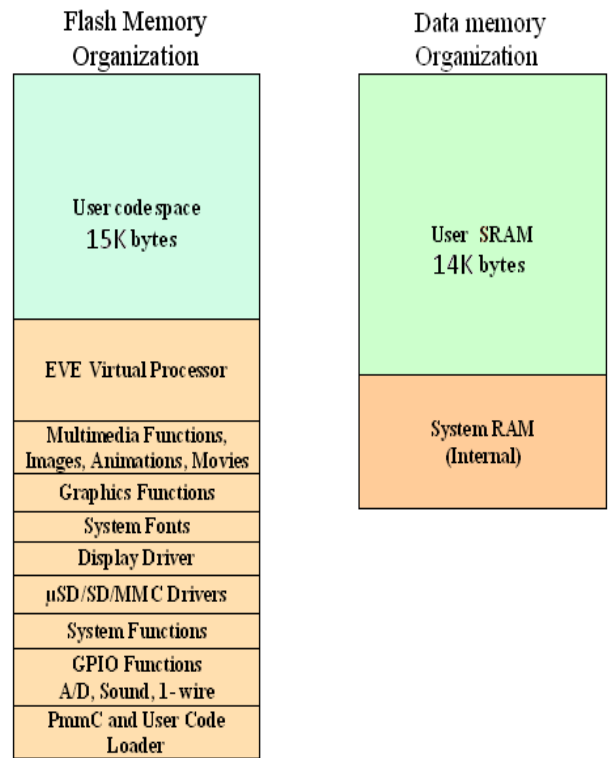 Flash Memory
Organization
User code space
15K bytes
EVE Virtual Processor
Multimedia Functions,
Images, Animations, Movies
Graphics Functions
System Fonts
Display Driver
µSD/SD/MMC Drivers
System Functions
GPIO Functions
A/D, Sound, 1-wire
PmmC and User Code
Loader
Data memory
Organization
User SRAM
14K bytes
System RAM
(Internal)